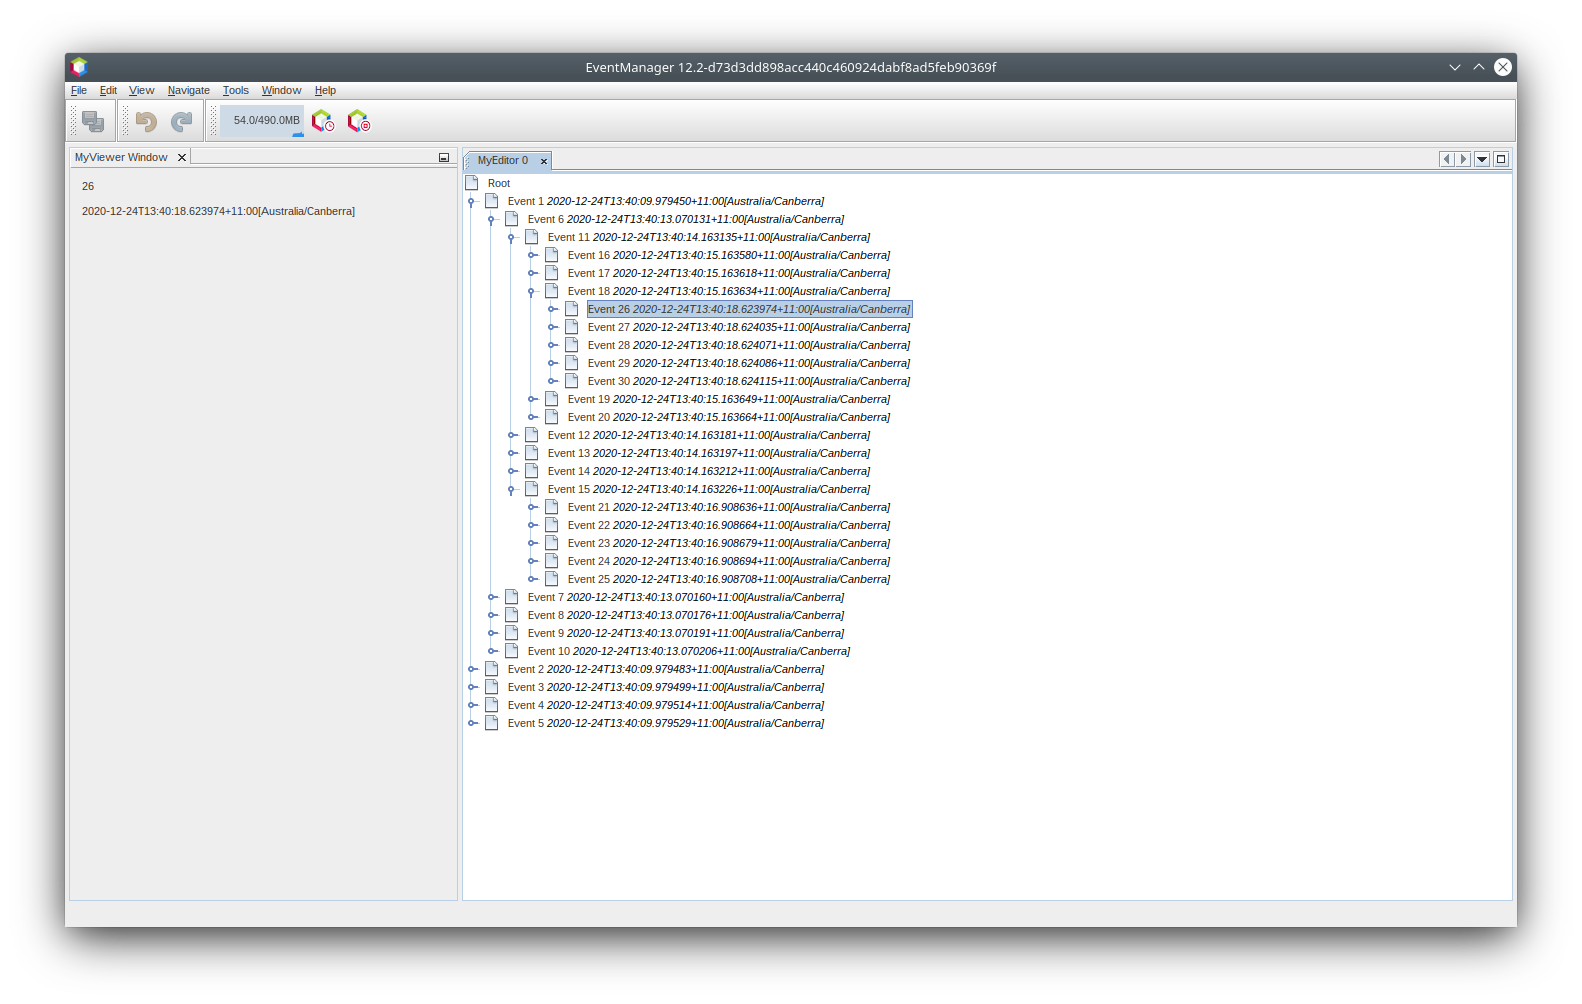 EventManager 12.2-d73d3dd898acc440c460924dabf8ad5feb90369f
File Edit View Navigate Tools Window Help
54.0/490.0MB
MyViewer Window
26
2020-12-24T13:40:18.623974+11:00[Australia/Canberra]
MyEditor 0
Root
Event 1 2020-12-24T13:40:09.979450+11:00[Australia/Canberra]
Event 6 2020-12-24T13:40:13.070131+11:00[Australia/Canberra]
Event 11 2020-12-24T13:40:14.163135+11:00[Australia/Canberra]
Event 16 2020-12-24T13:40:15.163580+11:00[Australia/Canberra]
Event 17 2020-12-24T13:40:15.163618+11:00[Australia/Canberra]
Event 18 2020-12-24T13:40:15.163634+11:00[Australia/Canberra]
Event 26 2020-12-24T13:40:18.623974+11:00[Australia/Canberra]
Event 27 2020-12-24T13:40:18.624035+11:00[Australia/Canberra]
Event 28 2020-12-24T13:40:18.624071+11:00[Australia/Canberra]
Event 29 2020-12-24T13:40:18.624086+11:00[Australia/Canberra]
Event 30 2020-12-24T13:40:18.624115+11:00[Australia/Canberra]
Event 19 2020-12-24T13:40:15.163649+11:00[Australia/Canberra]
Event 20 2020-12-24T13:40:15.163664+11:00[Australia/Canberra]
Event 12 2020-12-24T13:40:14.163181+11:00[Australia/Canberra]
Event 13 2020-12-24T13:40:14.163197+11:00[Australia/Canberra]
Event 14 2020-12-24T13:40:14.163212+11:00[Australia/Canberra]
Event 15 2020-12-24T13:40:14.163226+11:00[Australia/Canberra]
Event 21 2020-12-24T13:40:16.908636+11:00[Australia/Canberra]
Event 22 2020-12-24T13:40:16.908664+11:00[Australia/Canberra]
Event 23 2020-12-24T13:40:16.908679+11:00[Australia/Canberra]
Event 24 2020-12-24T13:40:16.908694+11:00[Australia/Canberra]
Event 25 2020-12-24T13:40:16.908708+11:00[Australia/Canberra]
Event 7 2020-12-24T13:40:13.070160+11:00[Australia/Canberra]
Event 8 2020-12-24T13:40:13.070176+11:00[Australia/Canberra]
Event 9 2020-12-24T13:40:13.070191+11:00[Australia/Canberra]
Event 10 2020-12-24T13:40:13.070206+11:00[Australia/Canberra]
Event 2 2020-12-24T13:40:09.979483+11:00[Australia/Canberra]
Event 3 2020-12-24T13:40:09.979499+11:00[Australia/Canberra]
Event 4 2020-12-24T13:40:09.979514+11:00[Australia/Canberra]
Event 5 2020-12-24T13:40:09.979529+11:00[Australia/Canberra]